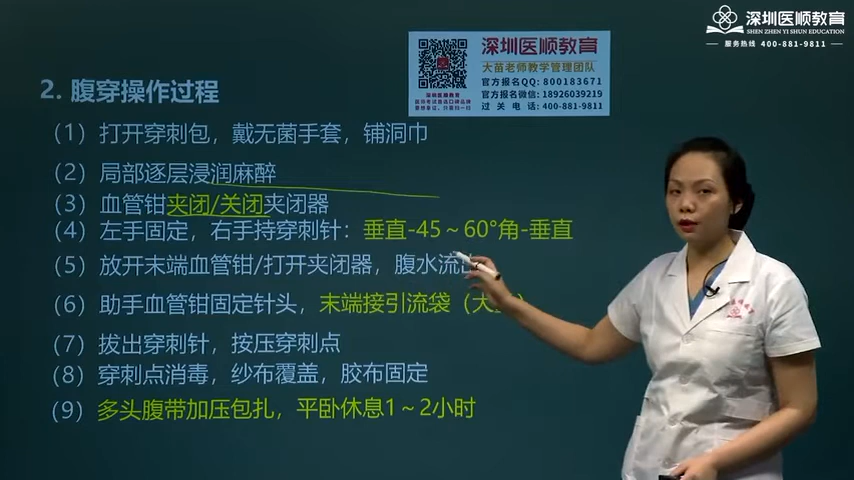 深圳医顺教育
SHEN ZHEN YI SHUN EDUCATION
服务热线 400-881-9811
深圳医顺教育
大苗老师教学管理团队
官方报名QQ: 800183671
官方报名微信: 18926039219
过关电话: 400-881-9811
深圳医顺教育
2. 腹穿操作过程
（1）打开穿刺包，戴无菌手套，铺洞巾
（2）局部逐层浸润麻醉
（3）血管钳夹闭/关闭夹闭器
（4）左手固定，右手持穿刺针：垂直-45～60°角-垂直
（5）放开末端血管钳/打开夹闭器，腹水流
（6）助手血管钳固定针头，末端接引流袋（大
（7）拔出穿刺针，按压穿刺点
（8）穿刺点消毒，纱布覆盖，胶布固定
（9）多头腹带加压包扎，平卧休息1～2小时